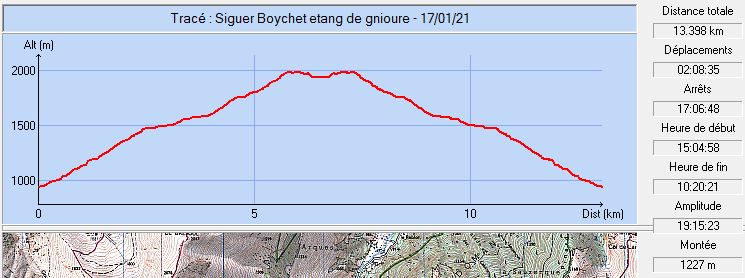 Tracé : Siguer Boychet etang de gnioure - 17/01/21
Alt (m)
2000
1500
1000
0
5
10
Dist (km)
Distance totale
13.398 km
Déplacements
02:08:35
Arrêts
17:06:48
Heure de début
15:04:58
Heure de fin
10:20:21
Amplitude
19:15:23
Montée
1227 m